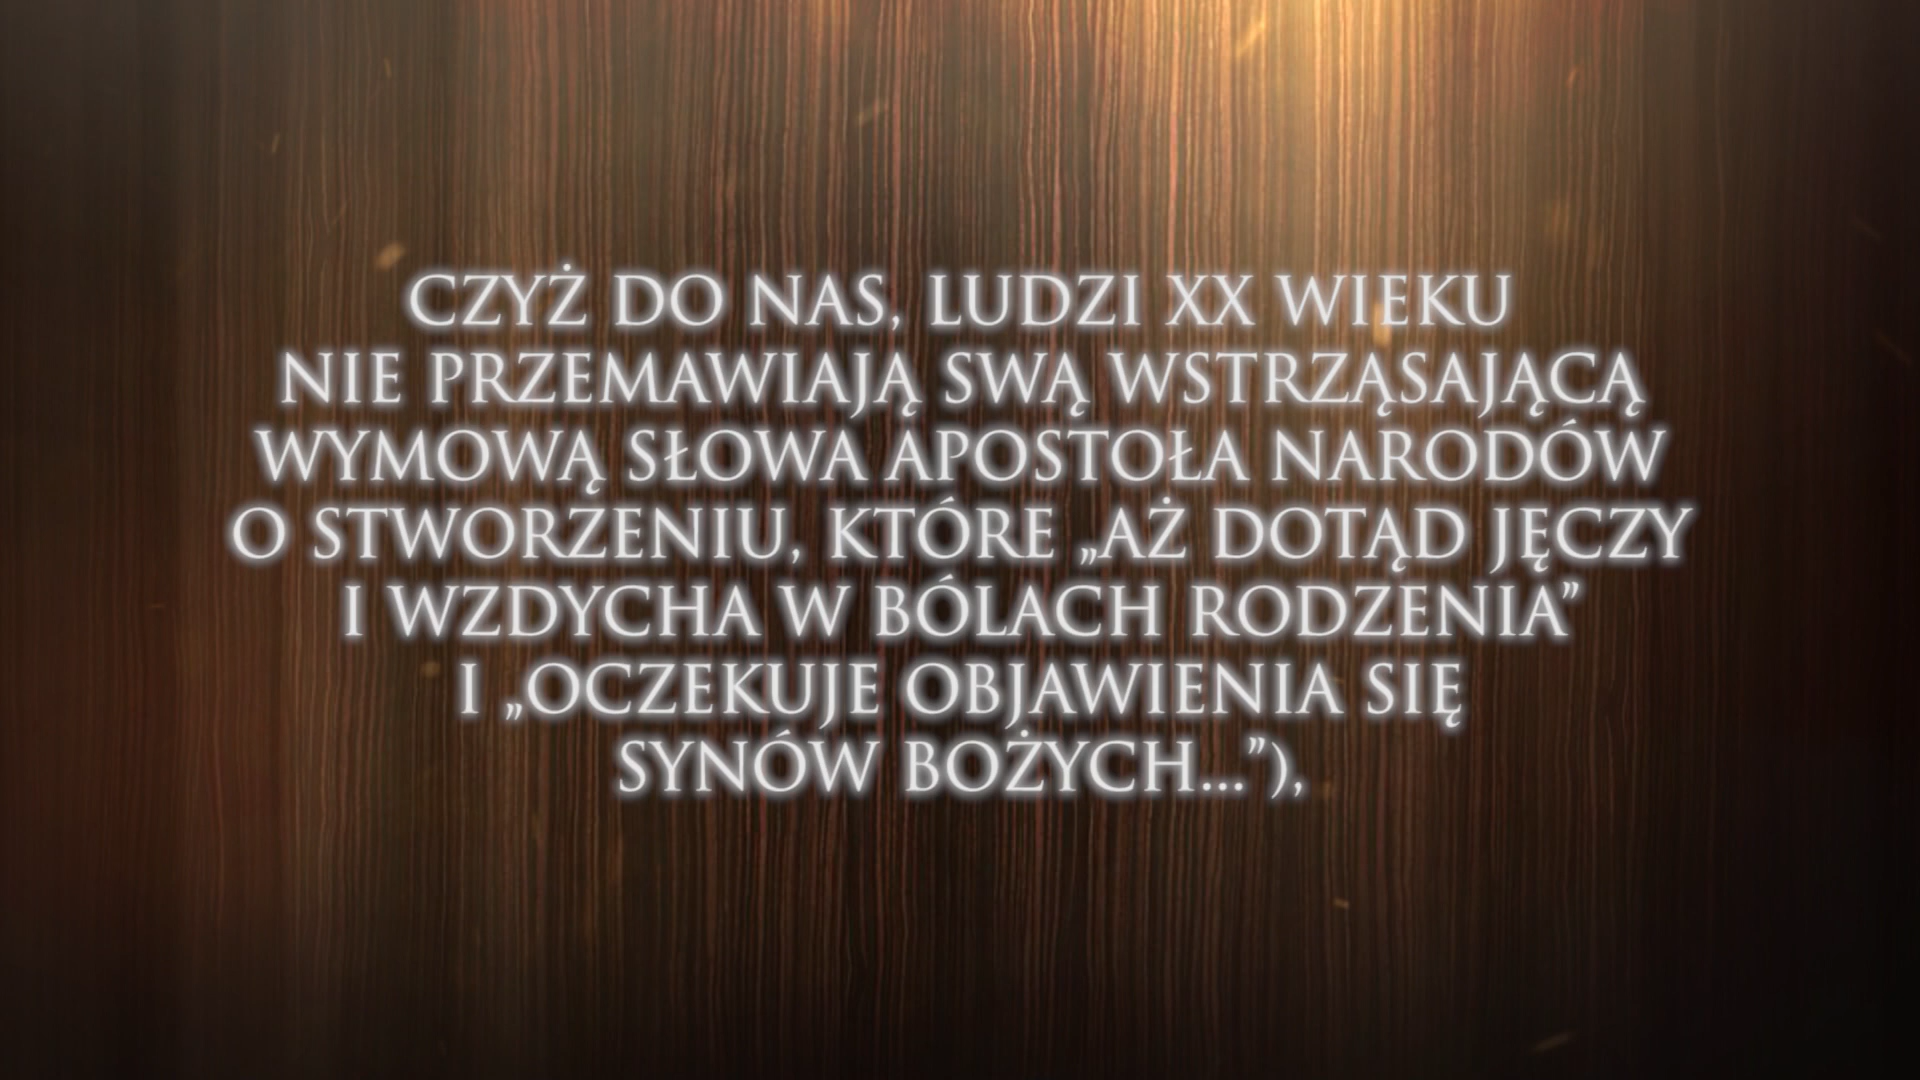 CZYŻ DO NAS, LUDZI XX WIEKU
NIE PRZEMAWIAJĄ SWĄ WSTRZĄSAJĄCĄ
WYMOWĄ SŁOWA APOSTOŁA NARODÓW
O STWORZENIU, KTÓRE „AŻ DOTĄD JĘCZY
I WZDYCHA W BÓLACH RODZENIA”
I „OCZEKUJE OBJAWIENIA SIĘ
SYNÓW BOŻYCH...”),